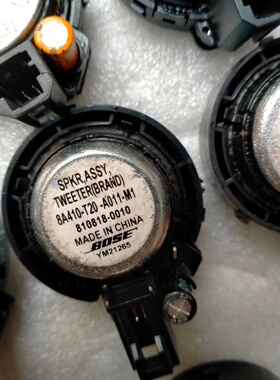 SPKR,ASSY,
TWEETER(BRAND)
8A410-T20 -A011-M1
810818-0010
MADE IN CHINA
BOSE
YM21265